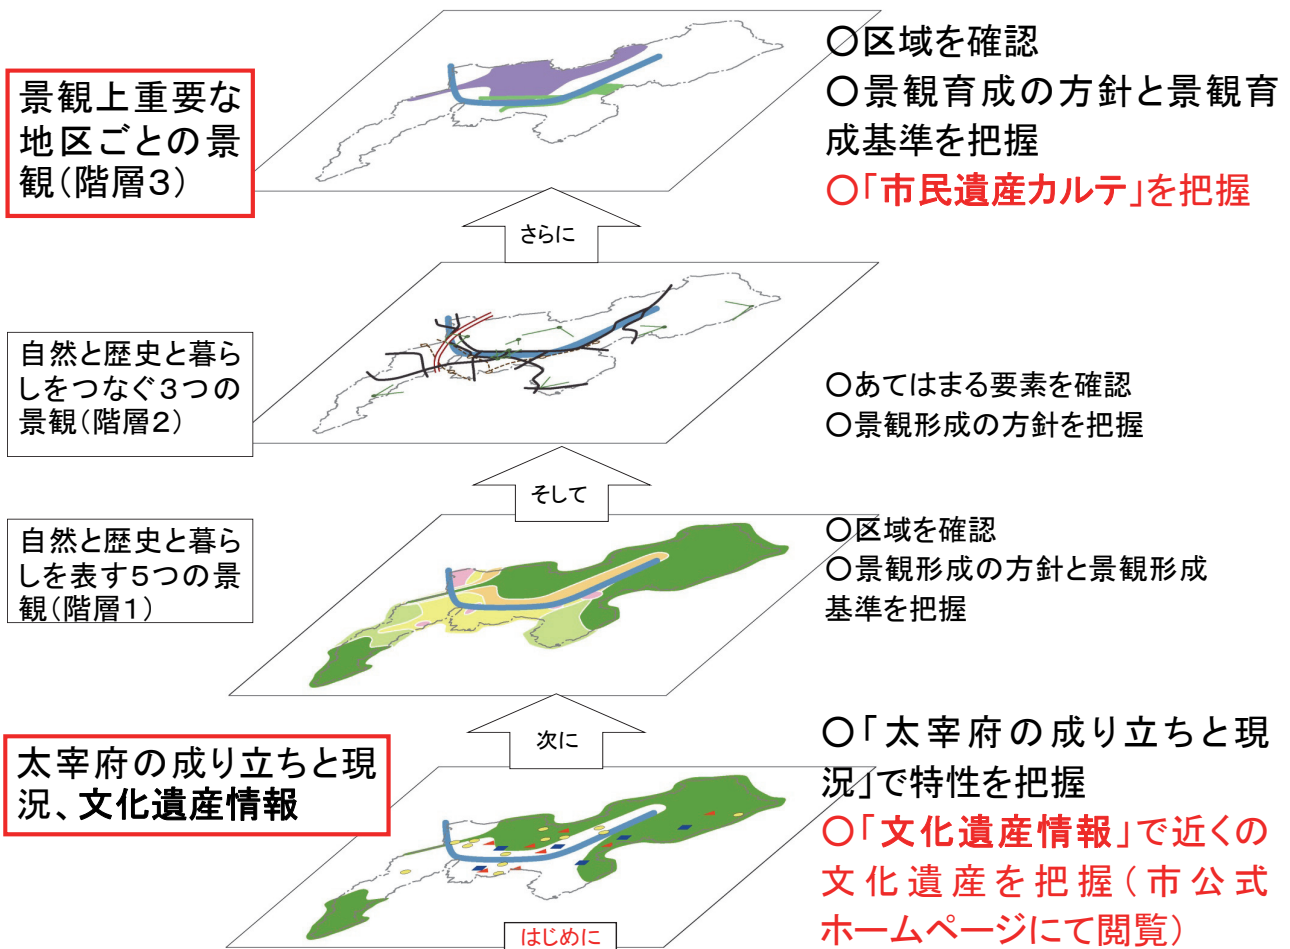 景観上重要な
地区ごとの景
観(階層3)
〇区域を確認
〇景観育成の方針と景観育
成基準を把握
〇「市民遺産カルテ」を把握
さらに
自然と歴史と暮ら
しをつなぐ3つの
景観(階層2)
〇あてはまる要素を確認
〇景観形成の方針を把握
そして
自然と歴史と暮ら
しを表す5つの景
観(階層1)
〇区域を確認
〇景観形成の方針と景観形成
基準を把握
次に
太宰府の成り立ちと現
況、文化遺産情報
〇「太宰府の成り立ちと現
況」で特性を把握
〇「文化遺産情報」で近くの
文化遺産を把握(市公式
ホームページにて閲覧)
はじめに